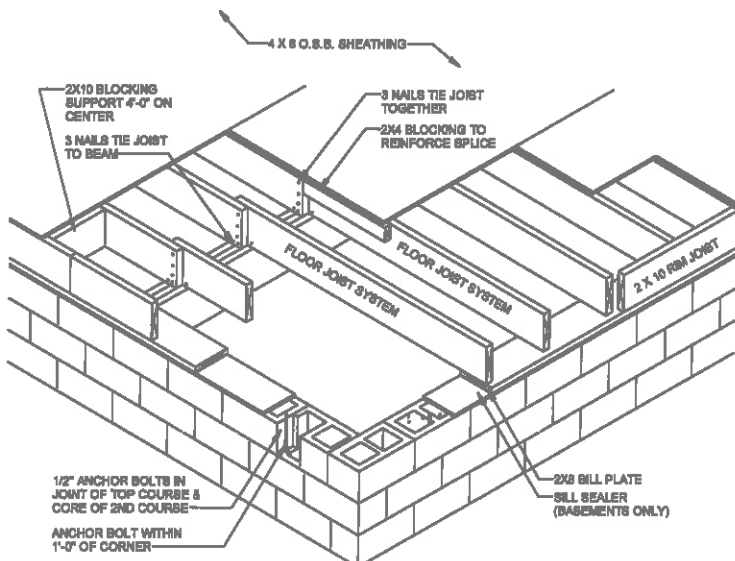 4 X 8 O.S.B. SHEATHING
2X10 BLOCKING
SUPPORT 4'-0" ON
CENTER
3 NAILS TIE JOIST
TO BEAM
3 NAILS TIE JOIST
TOGETHER
2X4 BLOCKING TO
REINFORCE SPLICE
FLOOR JOIST SYSTEM
FLOOR JOIST SYSTEM
2 X 10 RIM JOIST
1/2" ANCHOR BOLTS IN
JOINT OF TOP COURSE &
CORE OF 2ND COURSE
ANCHOR BOLT WITHIN
1'-0" OF CORNER
2X8 SILL PLATE
SILL SEALER
(BASEMENTS ONLY)